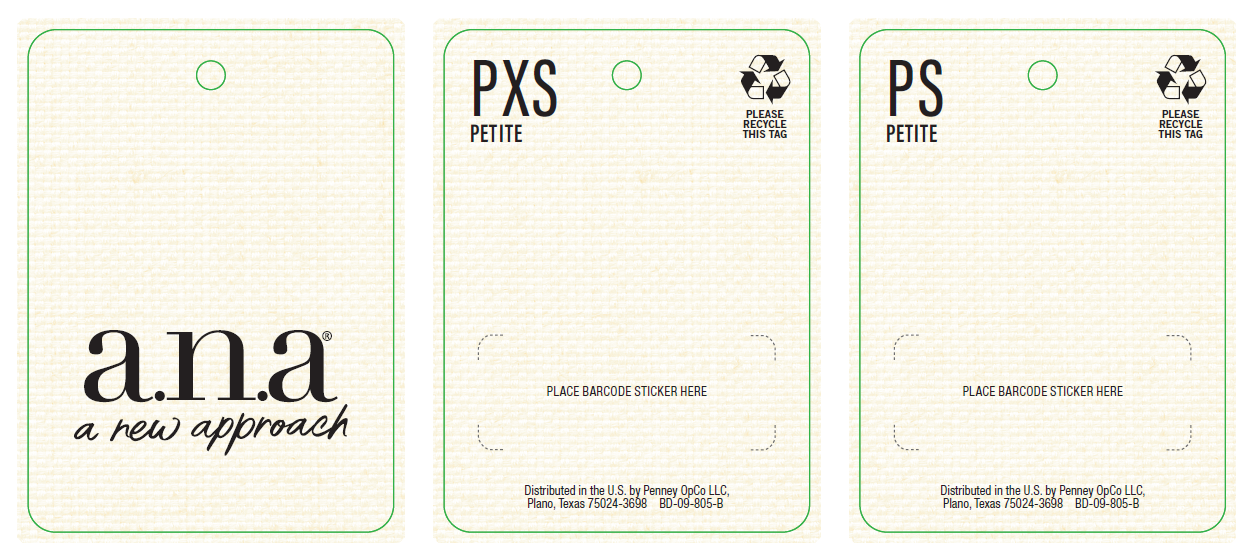 a.n.a®
a new approach
PXS
PETITE
PLEASE
RECYCLE
THIS TAG
PLACE BARCODE STICKER HERE
Distributed in the U.S. by Penney OpCo LLC,
Plano, Texas 75024-3698 BD-09-805-B
PS
PETITE
PLEASE
RECYCLE
THIS TAG
PLACE BARCODE STICKER HERE
Distributed in the U.S. by Penney OpCo LLC,
Plano, Texas 75024-3698 BD-09-805-B